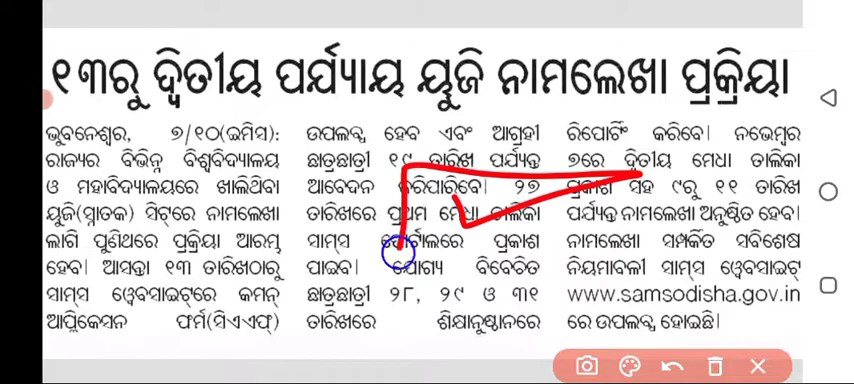 ୧୩ରୁ ଦ୍ୱିତୀୟ ପର୍ଯ୍ୟାୟ ୟୁଜି ନାମଲେଖା ପ୍ରକ୍ରିୟା
ଭୁବନେଶ୍ୱର, ୭/୧୦(ଇମିସ):
ରାଜ୍ୟର ବିଭିନ୍ନ ବିଶ୍ୱବିଦ୍ୟାଳୟ
ଓ ମହାବିଦ୍ୟାଳୟରେ ଖାଲିଥିବା
ୟୁଜି(ସ୍ନାତକ) ସିଟ୍‌ରେ ନାମଲେଖା
ଲାଗି ପୁଣିଥରେ ପ୍ରକ୍ରିୟା ଆରମ୍ଭ
ହେବ। ଆସନ୍ତା ୧୩ ତାରିଖଠାରୁ
ସାମ୍‌ସ ୱେବସାଇଟ୍‌ରେ କମନ୍
ଆପ୍ଲିକେସନ ଫର୍ମ(ସିଏଏଫ୍)
ଉପଲବ୍ଧ ହେବ ଏବଂ ଆଗ୍ରହୀ
ଛାତ୍ରଛାତ୍ରୀ ୧୯ ତାରିଖ ପର୍ଯ୍ୟନ୍ତ
ଆବେଦନ କରିପାରିବେ। ୨୭
ତାରିଖରେ ପ୍ରଥମ ମେଧା ତାଲିକା
ସାମ୍‌ସ ପୋର୍ଟାଲରେ ପ୍ରକାଶ
ପାଇବ। ଯୋଗ୍ୟ ବିବେଚିତ
ଛାତ୍ରଛାତ୍ରୀ ୨୮, ୨୯ ଓ ୩୧
ତାରିଖରେ ଶିକ୍ଷାନୁଷ୍ଠାନରେ
ରିପୋର୍ଟିଂ କରିବେ। ନଭେମ୍ବର
୭ରେ ଦ୍ୱିତୀୟ ମେଧା ତାଲିକା
ପ୍ରକାଶ ସହ ୯ରୁ ୧୧ ତାରିଖ
ପର୍ଯ୍ୟନ୍ତ ନାମଲେଖା ଅନୁଷ୍ଠିତ ହେବ।
ନାମଲେଖା ସମ୍ପର୍କିତ ସବିଶେଷ
ନିୟମାବଳୀ ସାମ୍‌ସ ୱେବସାଇଟ୍
www.samsodisha.gov.in
ରେ ଉପଲବ୍ଧ ହୋଇଛି।